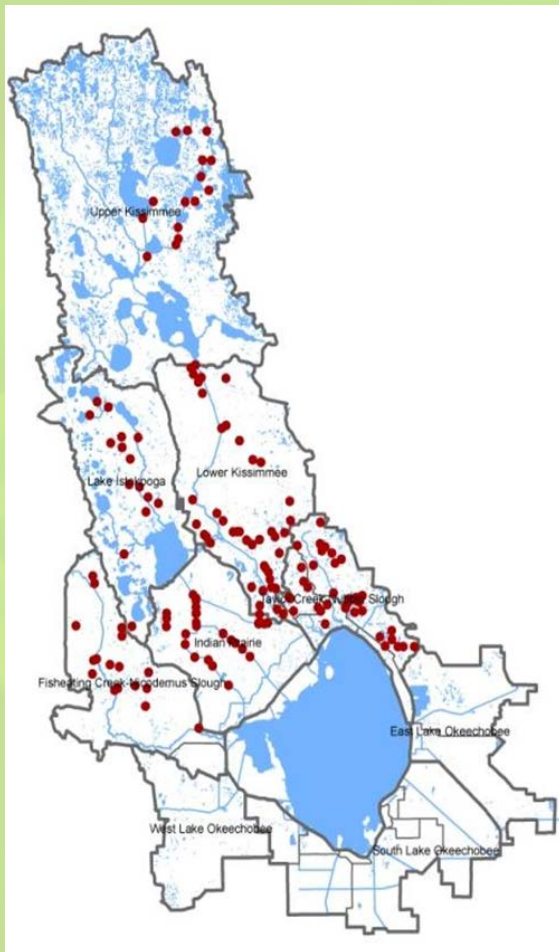 Upper Kissimmee
Lower Kissimmee
Lake Istokpoga
Slough
Indian Prairie
Fisheating Creek-Nicodemus Slough
East Lake Okeechobee
West Lake Okeechobee
South Lake Okeechobee